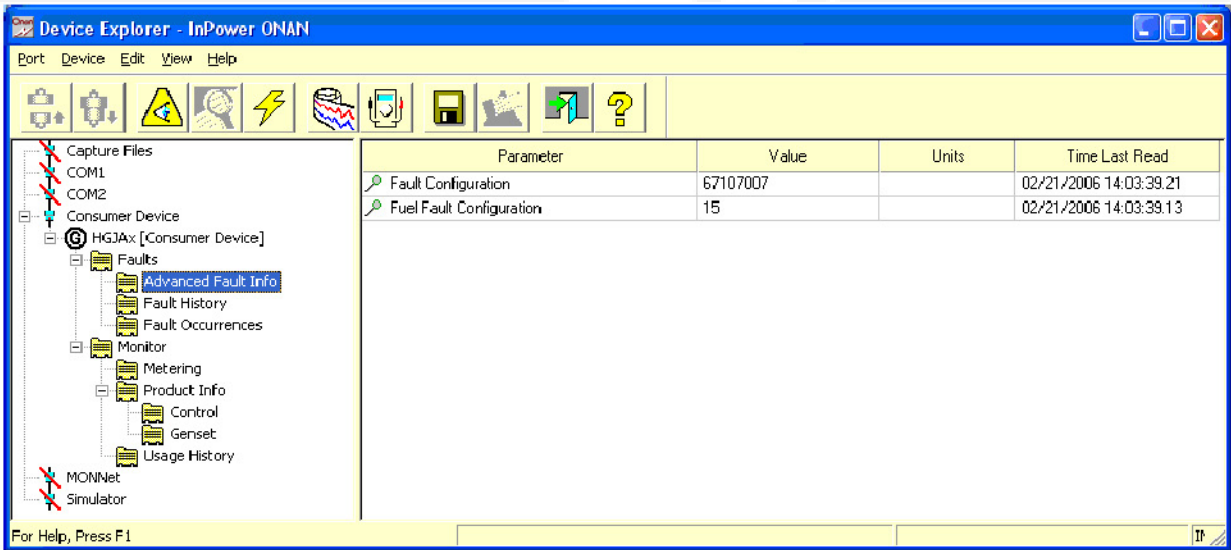 Onan
Device Explorer - InPower ONAN
Port Device Edit View Help
Capture Files
COM1
COM2
Consumer Device
G HGJAx [Consumer Device]
Faults
Advanced Fault Info
Fault History
Fault Occurrences
Monitor
Metering
Product Info
Control
Genset
Usage History
MONNet
Simulator
Parameter Value Units Time Last Read
Fault Configuration 67107007 02/21/2006 14:03:39.21
Fuel Fault Configuration 15 02/21/2006 14:03:39.13
For Help, Press F1